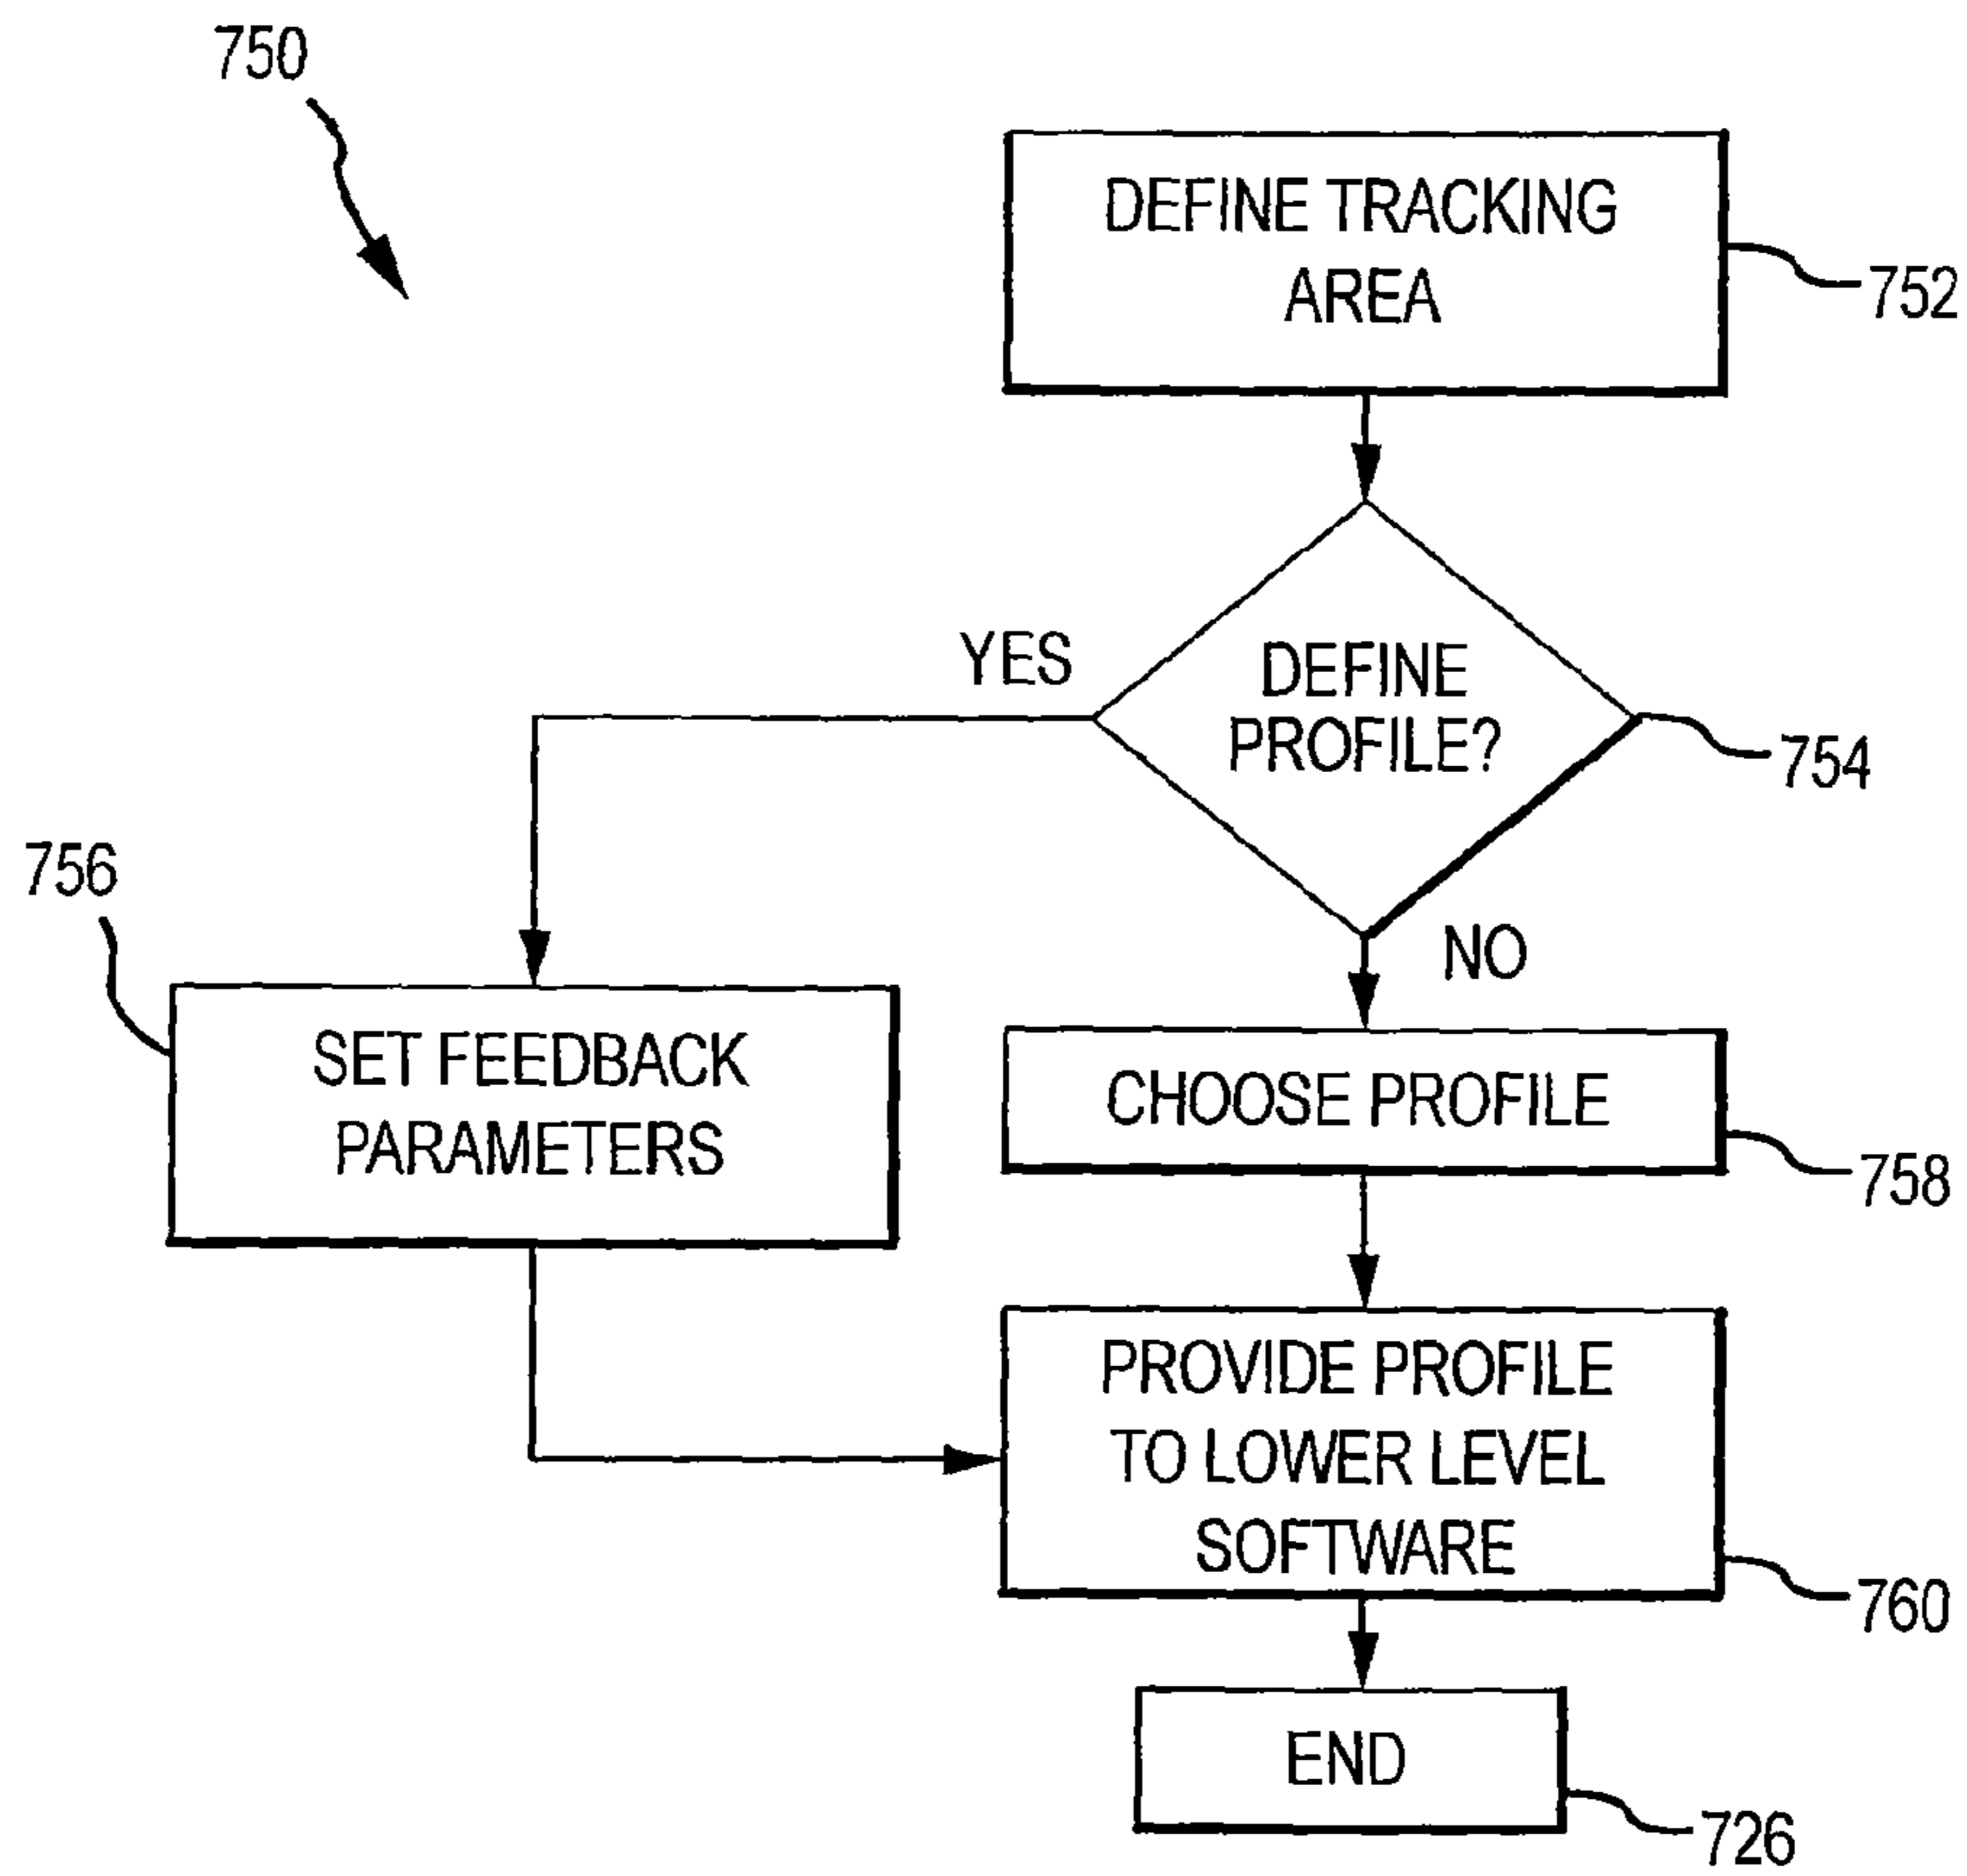 750
DEFINE TRACKING
AREA
752
YES
DEFINE
PROFILE?
754
756
NO
SET FEEDBACK
PARAMETERS
CHOOSE PROFILE
758
PROVIDE PROFILE
TO LOWER LEVEL
SOFTWARE
760
END
726